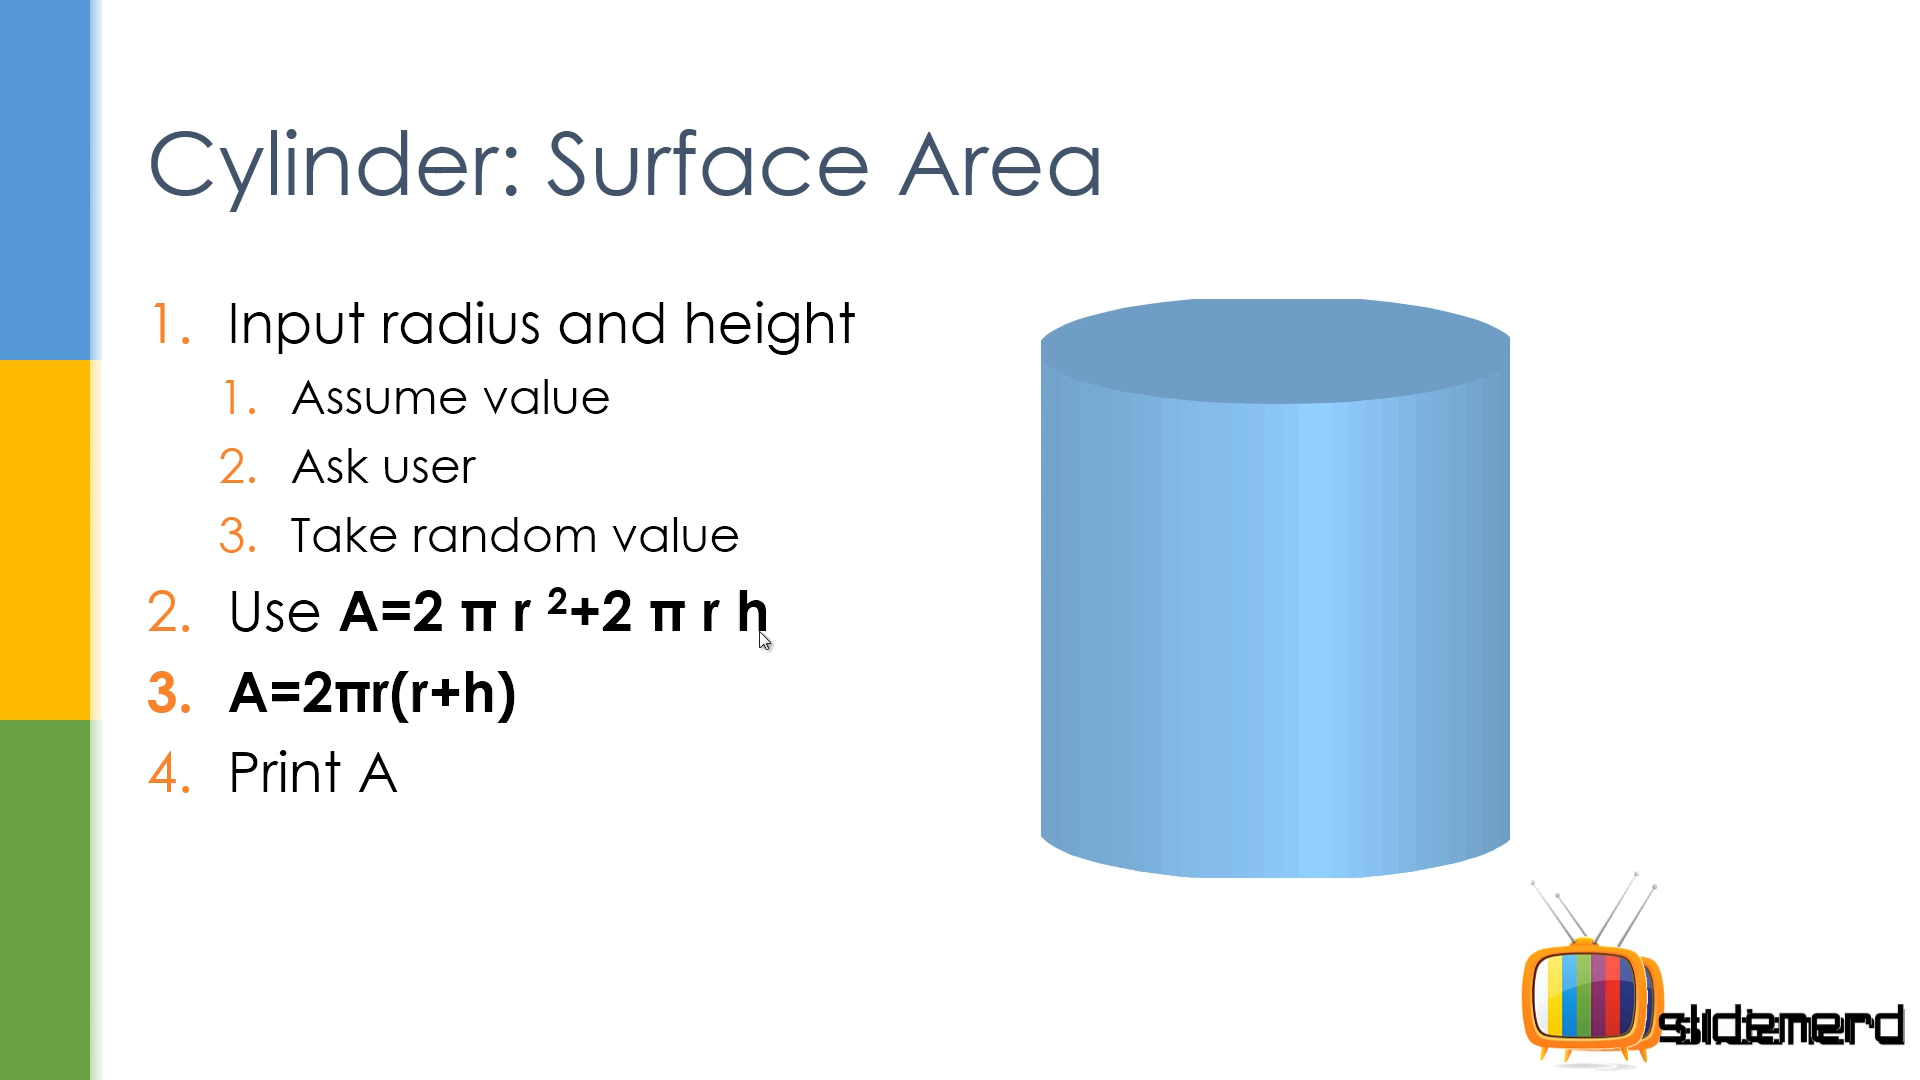 Cylinder: Surface Area
1. Input radius and height
1. Assume value
2. Ask user
3. Take random value
2. Use A=2 π r ²+2 π r h
3. A=2πr(r+h)
4. Print A
slidenerd